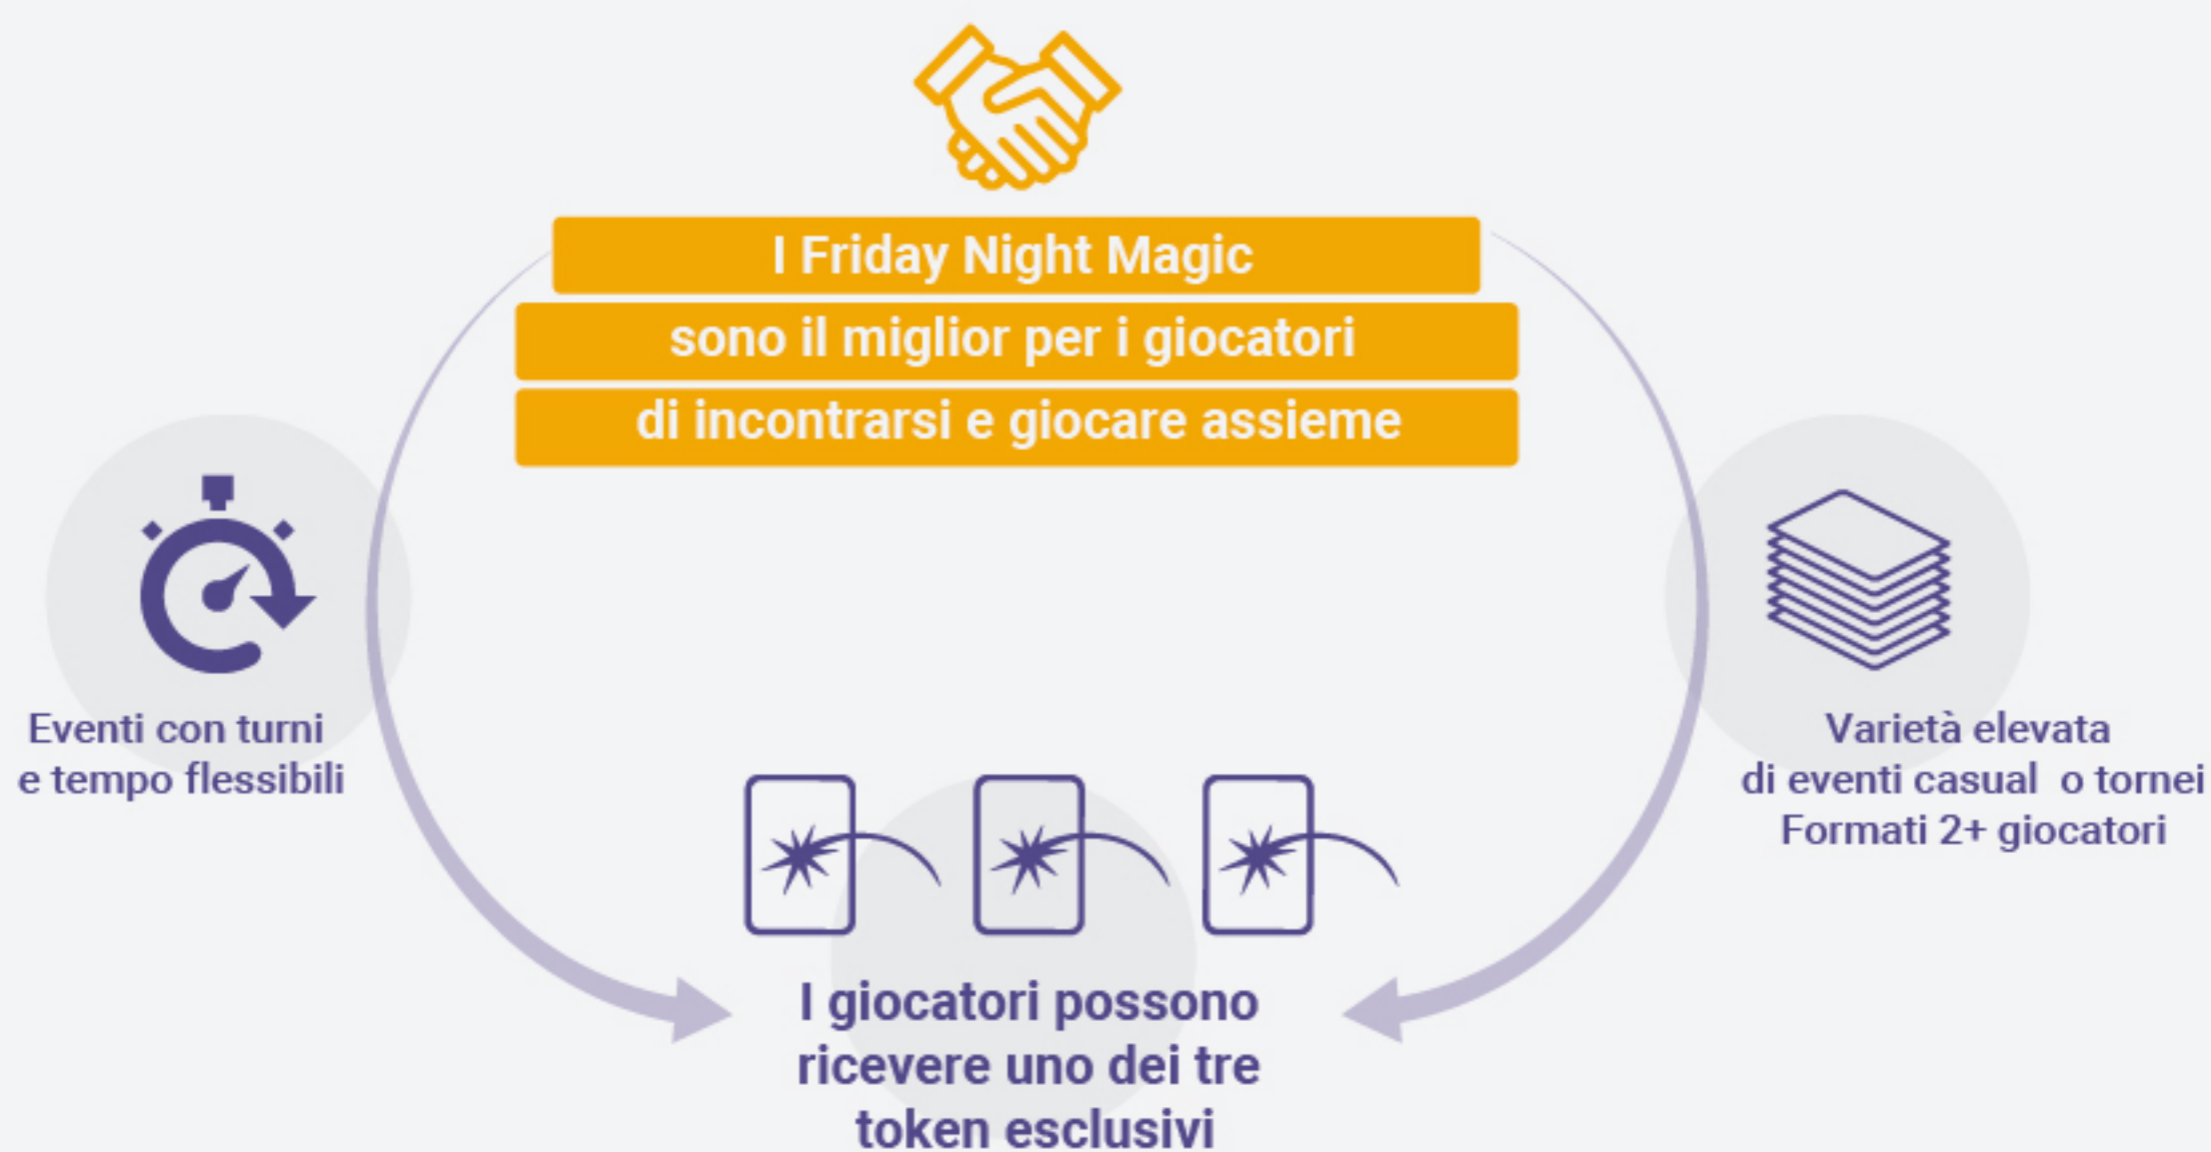 I Friday Night Magic
sono il miglior per i giocatori
di incontrarsi e giocare assieme
Eventi con turni
e tempo flessibili
Varietà elevata
di eventi casual o tornei
Formati 2+ giocatori
I giocatori possono
ricevere uno dei tre
token esclusivi